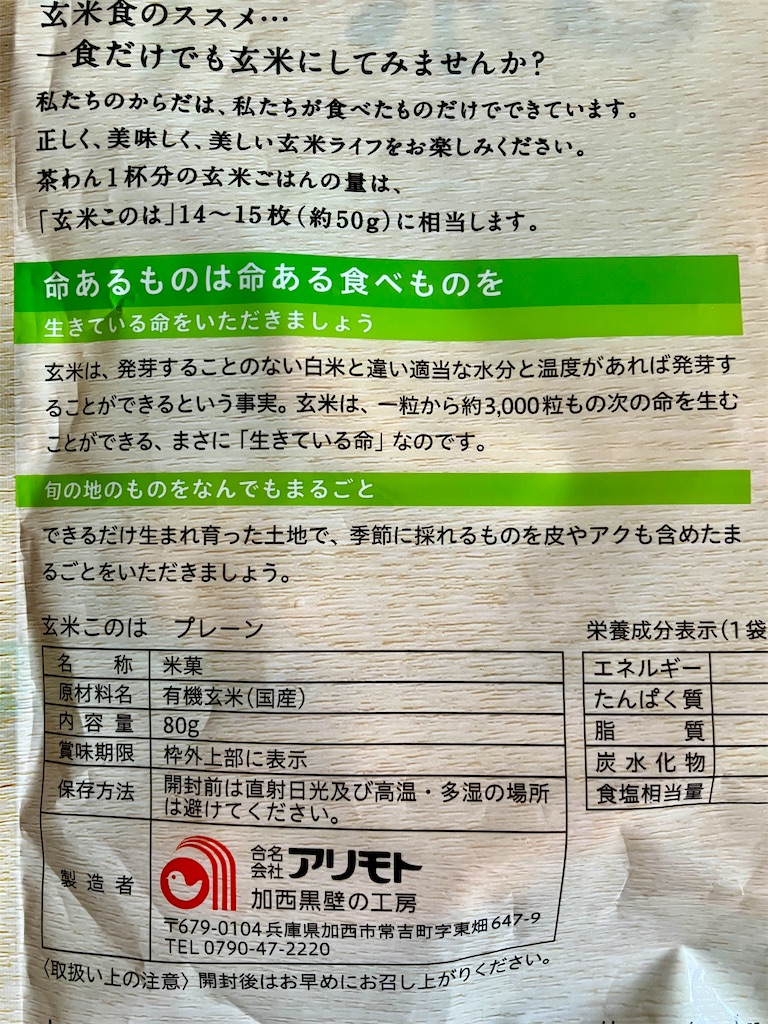 玄米食のススメ…
一食だけでも玄米にしてみませんか?
私たちのからだは、私たちが食べたものだけでできています。
正しく、美味しく、美しい玄米ライフをお楽しみください。
茶わん1杯分の玄米ごはんの量は、
「玄米このは」14〜15枚(約50g)に相当します。
命あるものは命ある食べものを
生きている命をいただきましょう
玄米は、発芽することのない白米と違い適当な水分と温度があれば発芽す
ることができるという事実。玄米は、一粒から約3,000粒もの次の命を生む
ことができる、まさに「生きている命」なのです。
旬の地のものをなんでもまるごと
できるだけ生まれ育った土地で、季節に採れるものを皮やアクも含めたま
るごとをいただきましょう。
玄米このは プレーン
名称 米菓
原材料名 有機玄米(国産)
内容量 80g
賞味期限 枠外上部に表示
保存方法 開封前は直射日光及び高温・多湿の場所
は避けてください。
製造者 合名会社 アリモト
加西黒壁の工房
〒679-0104 兵庫県加西市常吉町字東畑647-9
TEL 0790-47-2220
〈取扱い上の注意〉開封後はお早めにお召し上がりください。
栄養成分表示(1袋
エネルギー
たんぱく質
脂質
炭水化物
食塩相当量